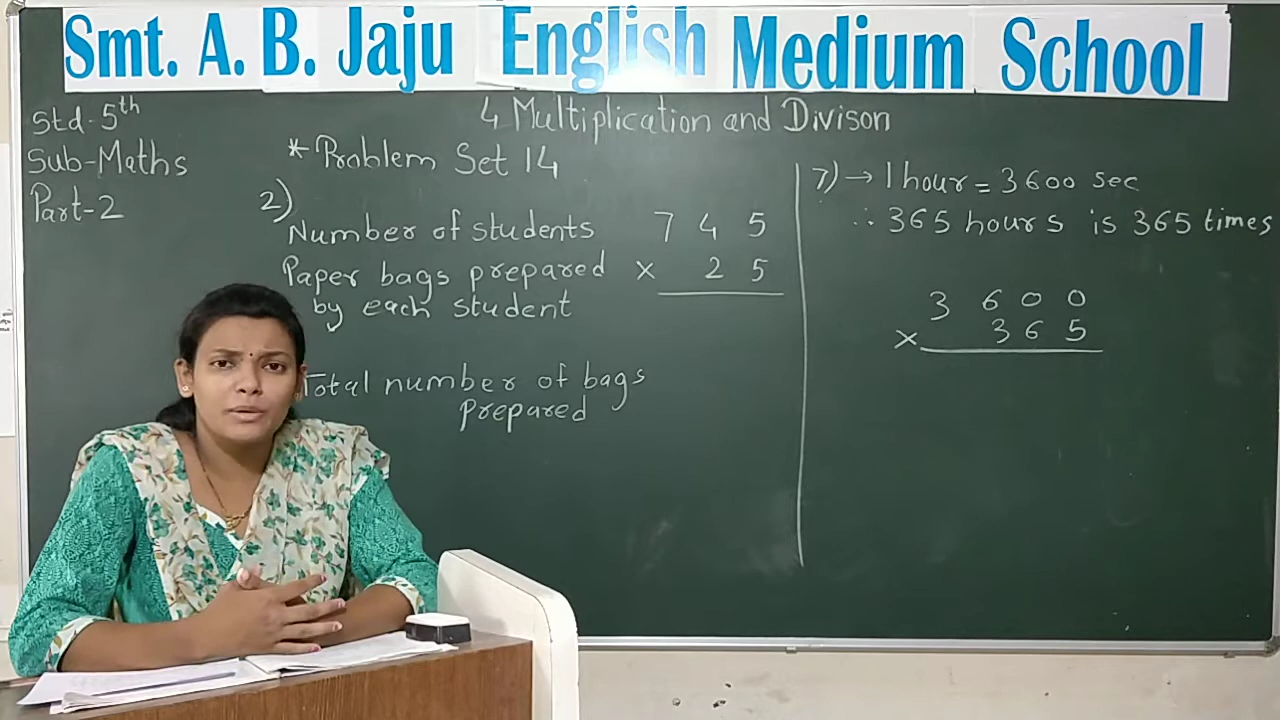 Smt. A. B. Jaju English Medium School
Std-5th
Sub-Maths
Part-2
4 Multiplication and Divison
* Problem Set 14
2)
Number of students 7 4 5
Paper bags prepared × 2 5
by each student
Total number of bags
prepared
7) → 1 hour = 3600 sec
∴ 365 hours is 365 times
3 6 0 0
× 3 6 5